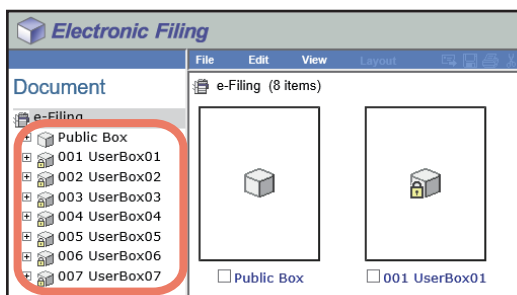 Electronic Filing
File Edit View Layout
Document
e-Filing
Public Box
001 UserBox01
002 UserBox02
003 UserBox03
004 UserBox04
005 UserBox05
006 UserBox06
007 UserBox07
e-Filing (8 items)
Public Box
001 UserBox01